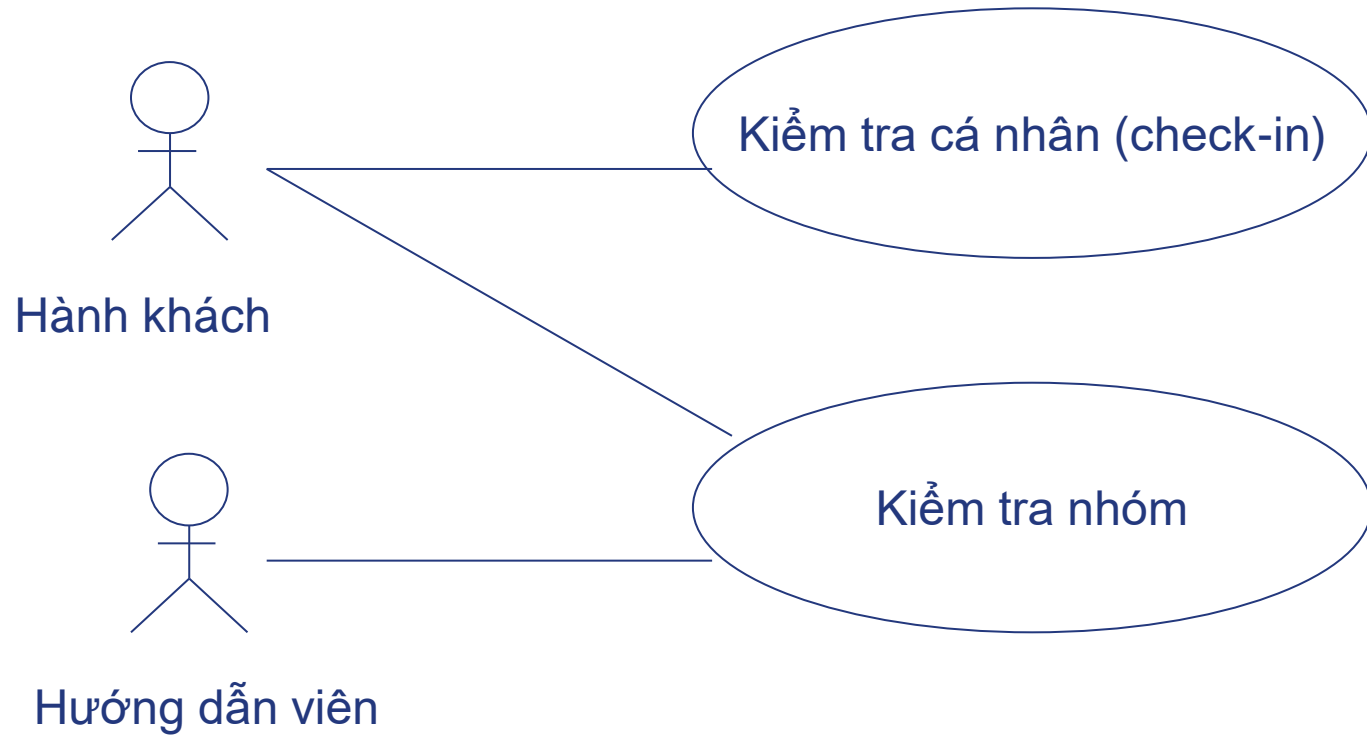 Kiểm tra cá nhân (check-in)
Hành khách
Kiểm tra nhóm
Hướng dẫn viên